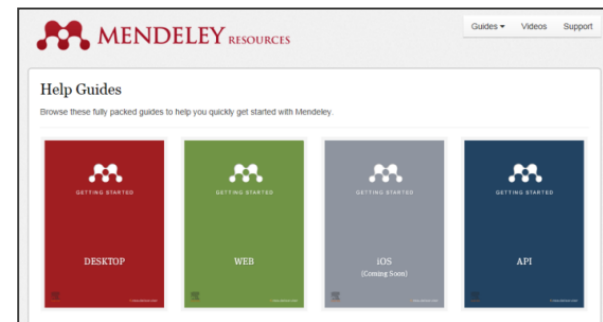 MENDELEY RESOURCES
Guides Videos Support
Help Guides
Browse these fully packed guides to help you quickly get started with Mendeley.
GETTING STARTED
DESKTOP
GETTING STARTED
WEB
GETTING STARTED
iOS
(Coming Soon)
GETTING STARTED
API